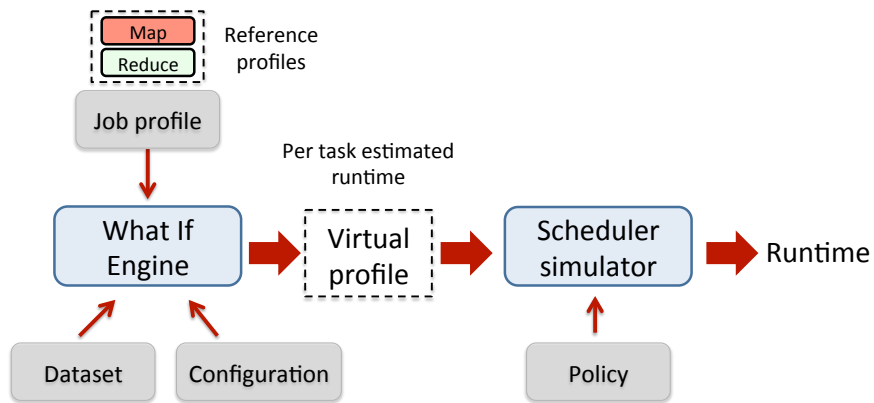 Map
Reduce
Reference
profiles
Job profile
Per task estimated
runtime
What If
Engine
Virtual
profile
Scheduler
simulator
Runtime
Dataset
Configuration
Policy